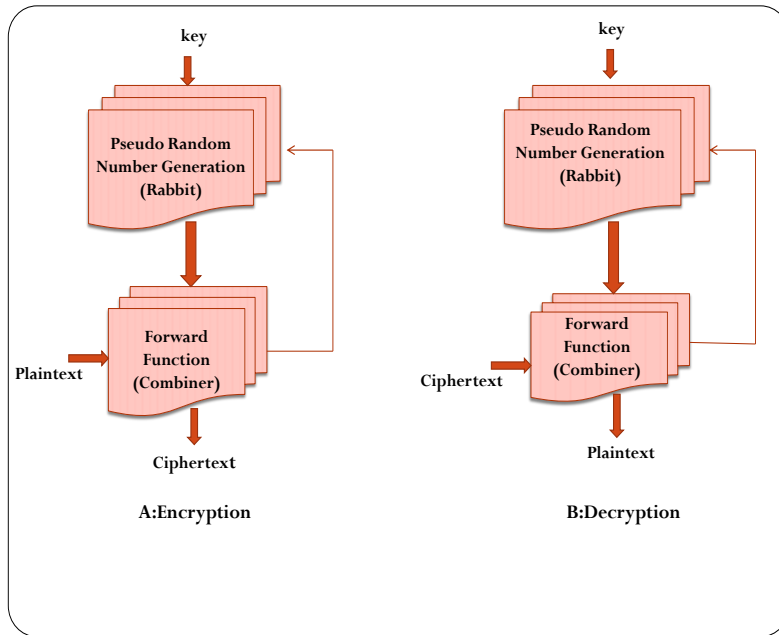 key
Pseudo Random
Number Generation
(Rabbit)
Forward
Function
(Combiner)
Plaintext
Ciphertext
A:Encryption
key
Pseudo Random
Number Generation
(Rabbit)
Forward
Function
(Combiner)
Ciphertext
Plaintext
B:Decryption